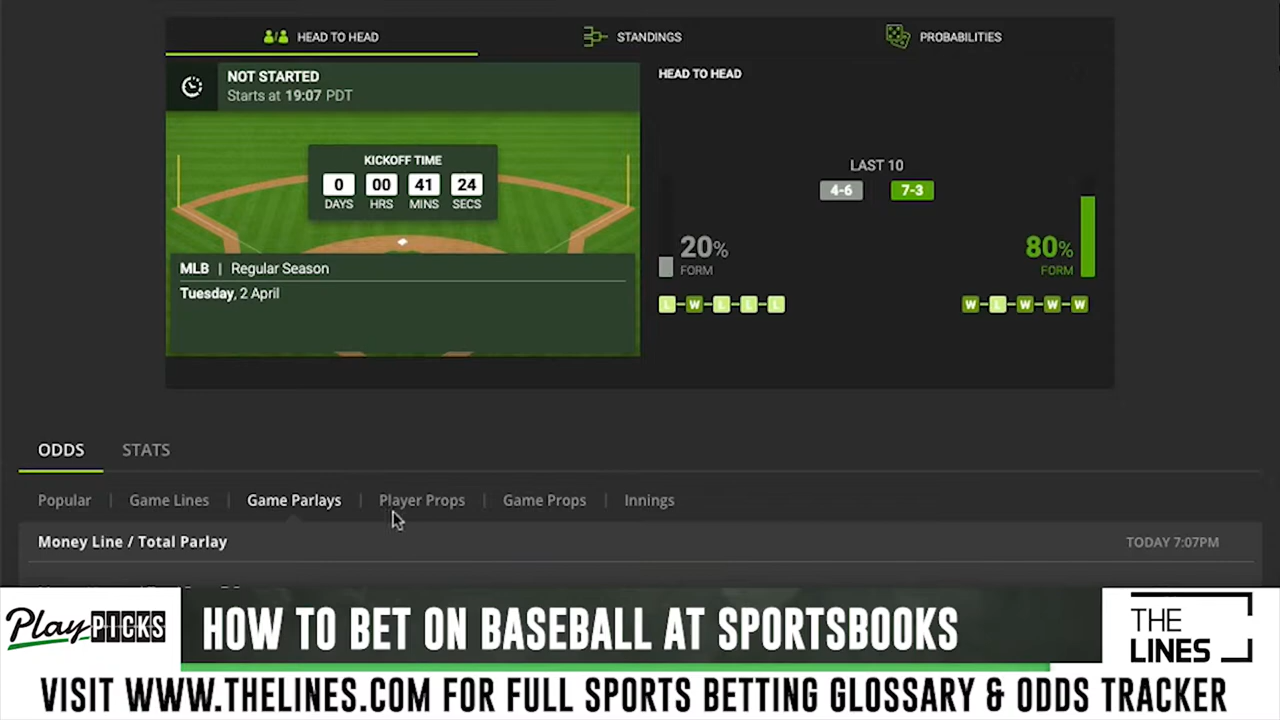 HEAD TO HEAD
STANDINGS
PROBABILITIES
NOT STARTED
Starts at 19:07 PDT
KICKOFF TIME
0 00 41 24
DAYS HRS MINS SECS
MLB | Regular Season
Tuesday, 2 April
HEAD TO HEAD
LAST 10
4-6 7-3
20% FORM
80% FORM
L W L L L
W L W W W
ODDS STATS
Popular | Game Lines | Game Parlays | Player Props | Game Props | Innings
Money Line / Total Parlay TODAY 7:07PM
Play PICKS
HOW TO BET ON BASEBALL AT SPORTSBOOKS
THE
LINES
VISIT WWW.THELINES.COM FOR FULL SPORTS BETTING GLOSSARY & ODDS TRACKER